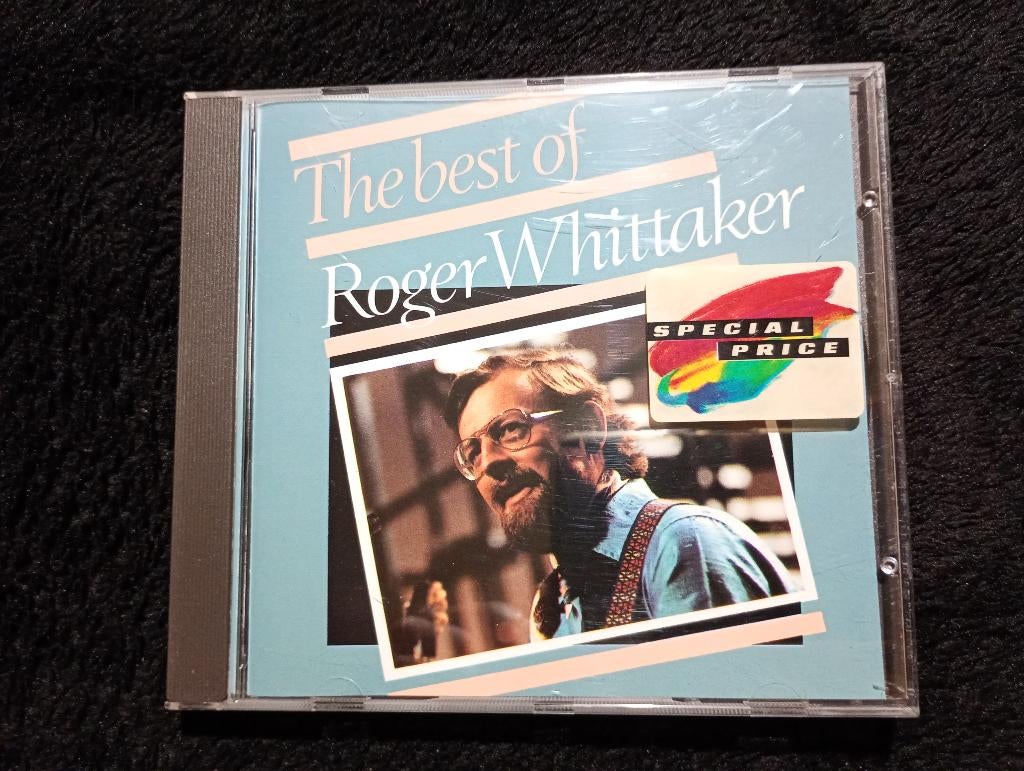 The best of
Roger Whittaker
SPECIAL
PRICE